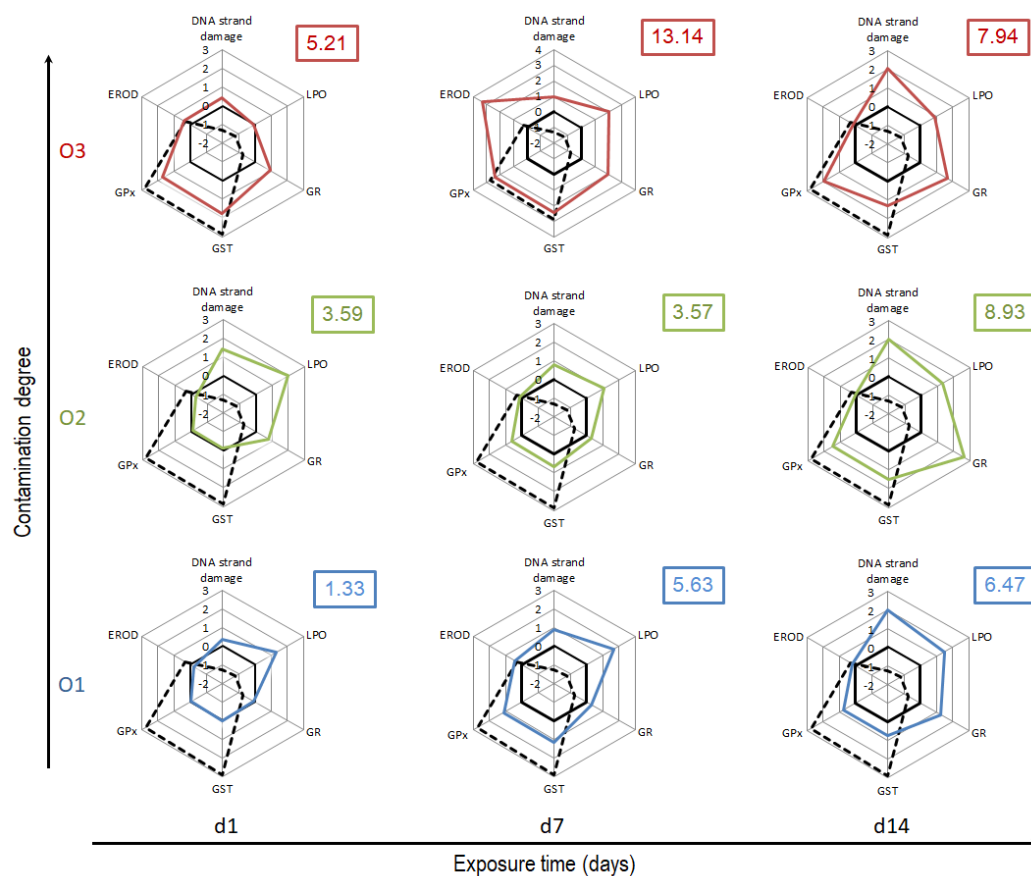 DNA strand
damage
5.21
3
2
1
0
-1
-2
EROD
LPO
GPx
GR
GST
DNA strand
damage
13.14
4
3
2
1
0
-1
-2
EROD
LPO
GPx
GR
GST
DNA strand
damage
7.94
3
2
1
0
-1
-2
EROD
LPO
GPx
GR
GST
O3
DNA strand
damage
3.59
3
2
1
0
-1
-2
EROD
LPO
GPx
GR
GST
DNA strand
damage
3.57
3
2
1
0
-1
-2
EROD
LPO
GPx
GR
GST
DNA strand
damage
8.93
3
2
1
0
-1
-2
EROD
LPO
GPx
GR
GST
O2
DNA strand
damage
1.33
3
2
1
0
-1
-2
EROD
LPO
GPx
GR
GST
DNA strand
damage
5.63
3
2
1
0
-1
-2
EROD
LPO
GPx
GR
GST
DNA strand
damage
6.47
3
2
1
0
-1
-2
EROD
LPO
GPx
GR
GST
O1
Contamination degree
d1
d7
d14
Exposure time (days)